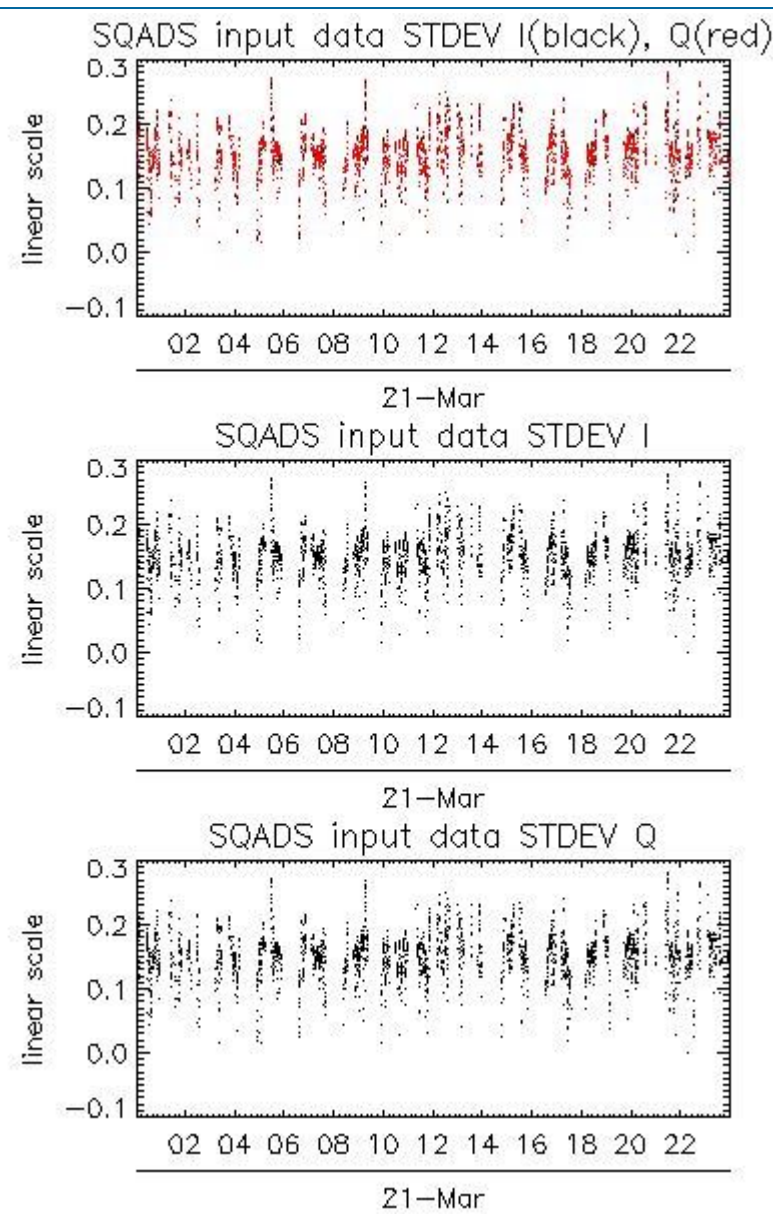 SQADS input data STDEV I(black), Q(red)
0.3
0.2
0.1
0.0
−0.1
linear scale
02 04 06 08 10 12 14 16 18 20 22
21−Mar
SQADS input data STDEV I
0.3
0.2
0.1
0.0
−0.1
linear scale
02 04 06 08 10 12 14 16 18 20 22
21−Mar
SQADS input data STDEV Q
0.3
0.2
0.1
0.0
−0.1
linear scale
02 04 06 08 10 12 14 16 18 20 22
21−Mar